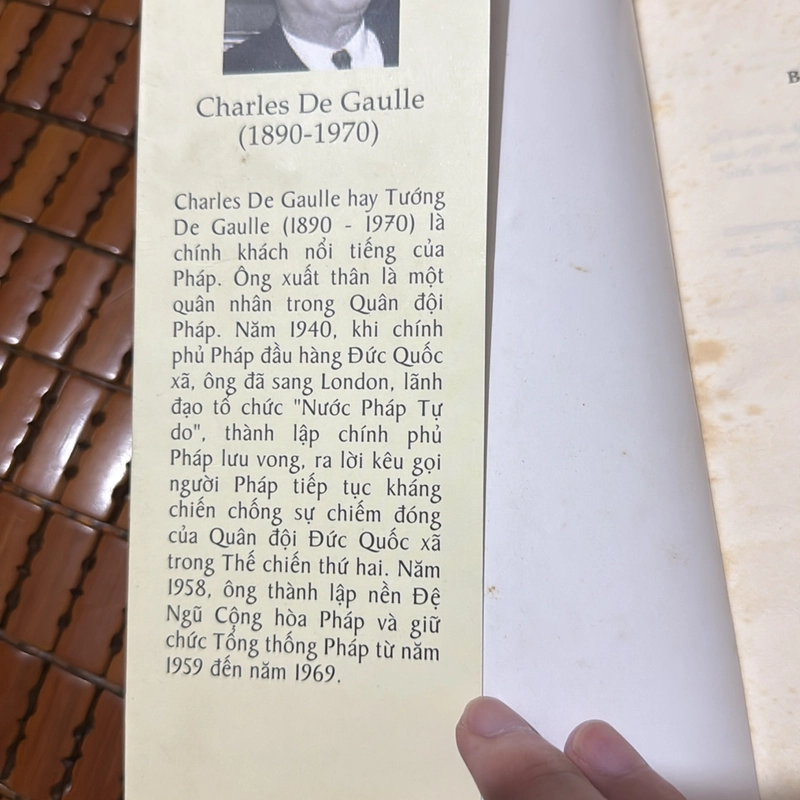 Charles De Gaulle
(1890-1970)
Charles De Gaulle hay Tướng
De Gaulle (1890 - 1970) là
chính khách nổi tiếng của
Pháp. Ông xuất thân là một
quân nhân trong Quân đội
Pháp. Năm 1940, khi chính
phủ Pháp đầu hàng Đức Quốc
xã, ông đã sang London, lãnh
đạo tổ chức "Nước Pháp Tự
do", thành lập chính phủ
Pháp lưu vong, ra lời kêu gọi
người Pháp tiếp tục kháng
chiến chống sự chiếm đóng
của Quân đội Đức Quốc xã
trong Thế chiến thứ hai. Năm
1958, ông thành lập nền Đệ
Ngũ Cộng hòa Pháp và giữ
chức Tổng thống Pháp từ năm
1959 đến năm 1969.